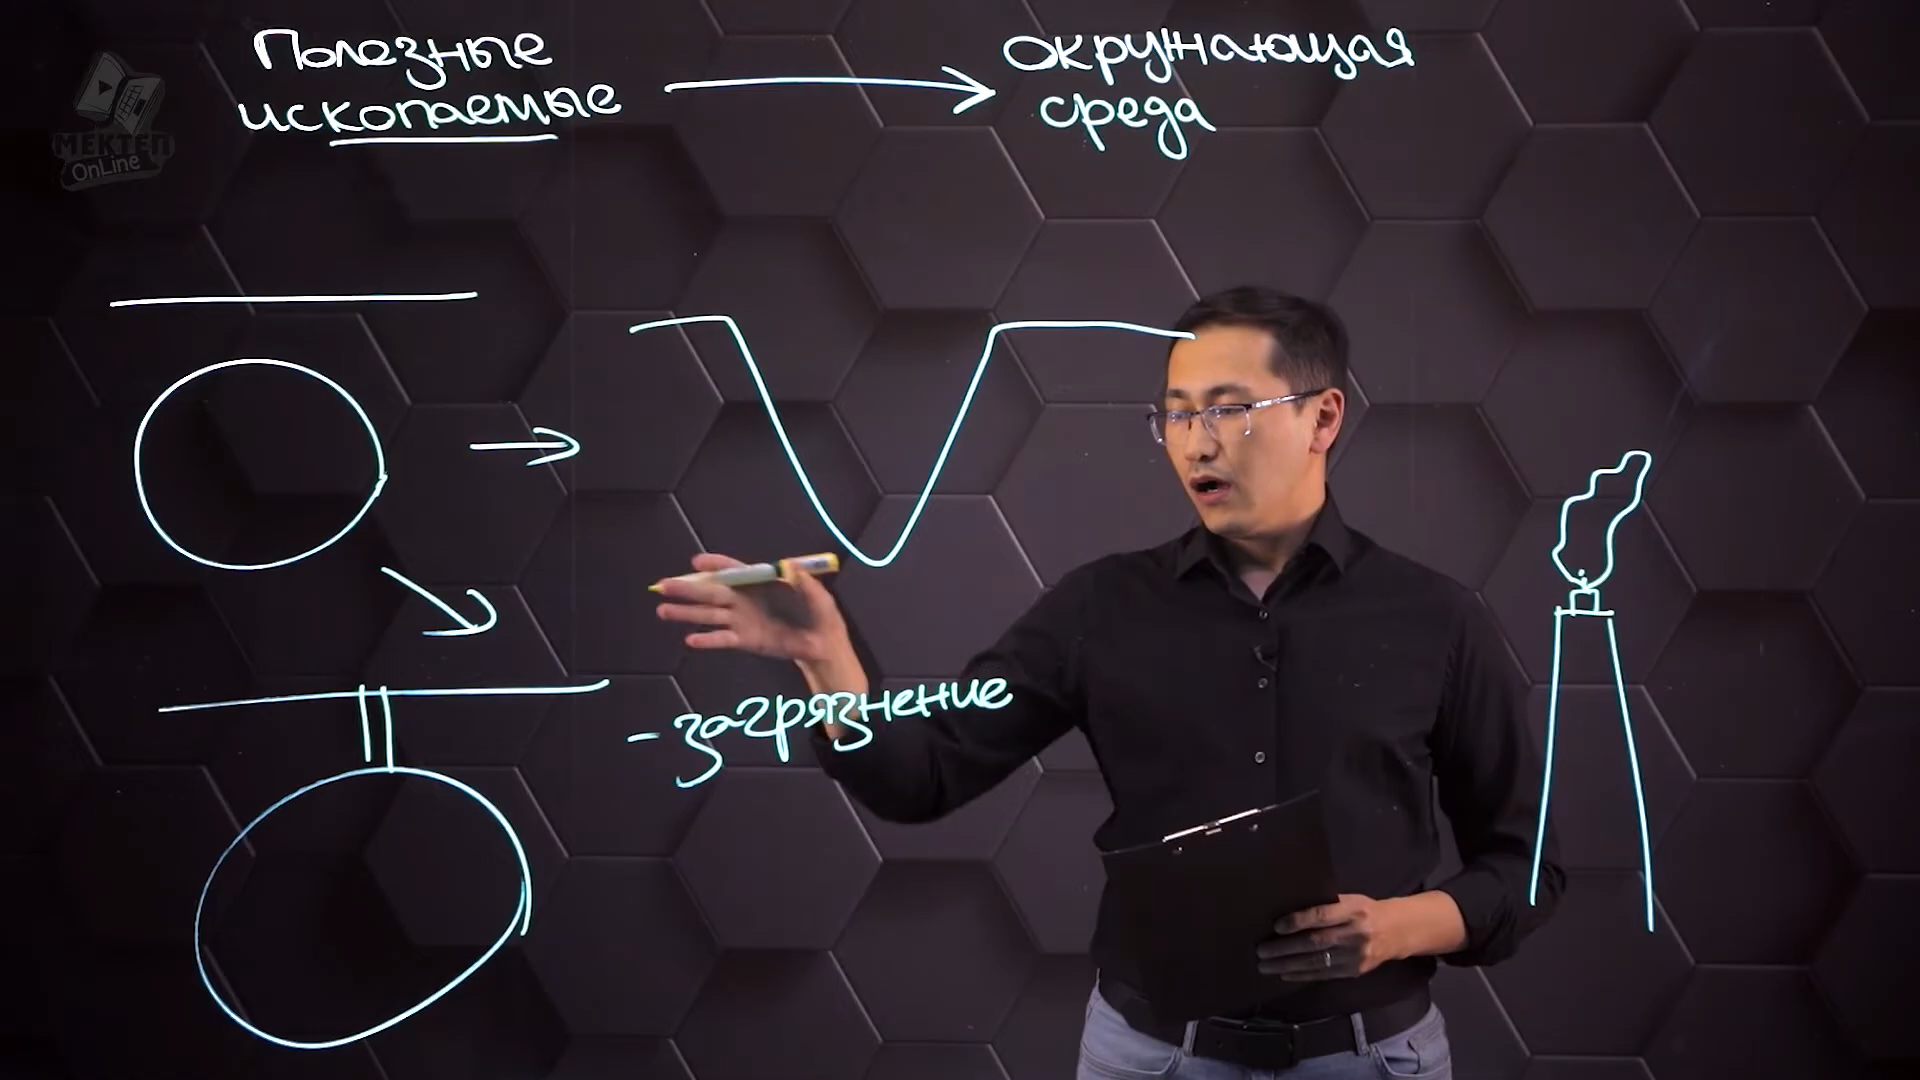 Полезные
ископаемые
окружающая
среда
МЕКТЕП
OnLine
- загрязнение